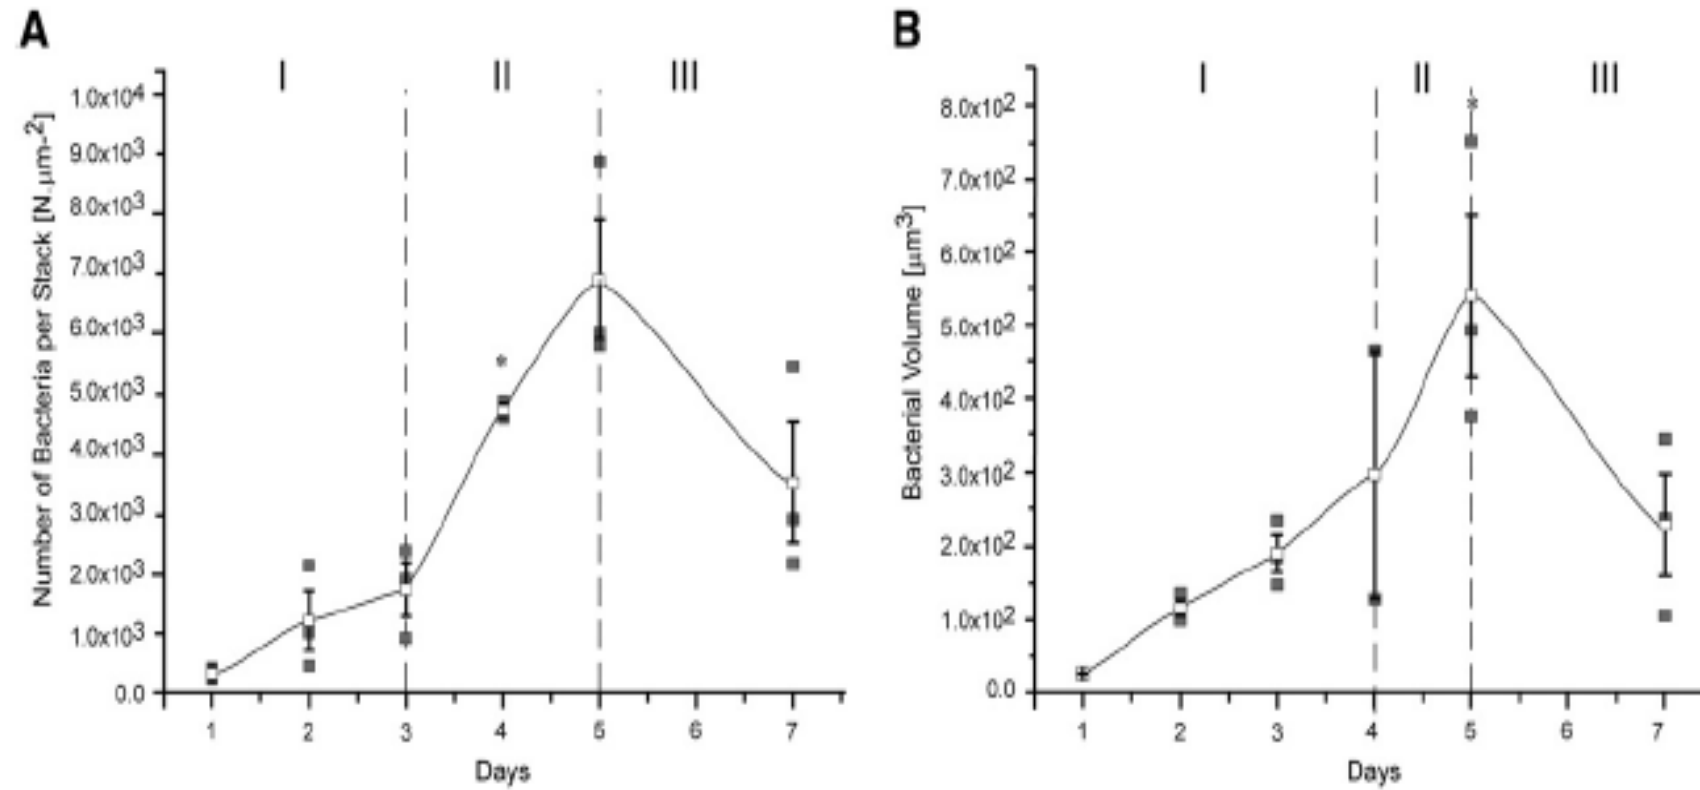 A
I II III
Number of Bacteria per Stack [N.µm-2]
1.0x104
9.0x103
8.0x103
7.0x103
6.0x103
5.0x103
4.0x103
3.0x103
2.0x103
1.0x103
0.0
*
1 2 3 4 5 6 7
Days
B
I II III
Bacterial Volume [µm3]
8.0x102
7.0x102
6.0x102
5.0x102
4.0x102
3.0x102
2.0x102
1.0x102
0.0
*
1 2 3 4 5 6 7
Days